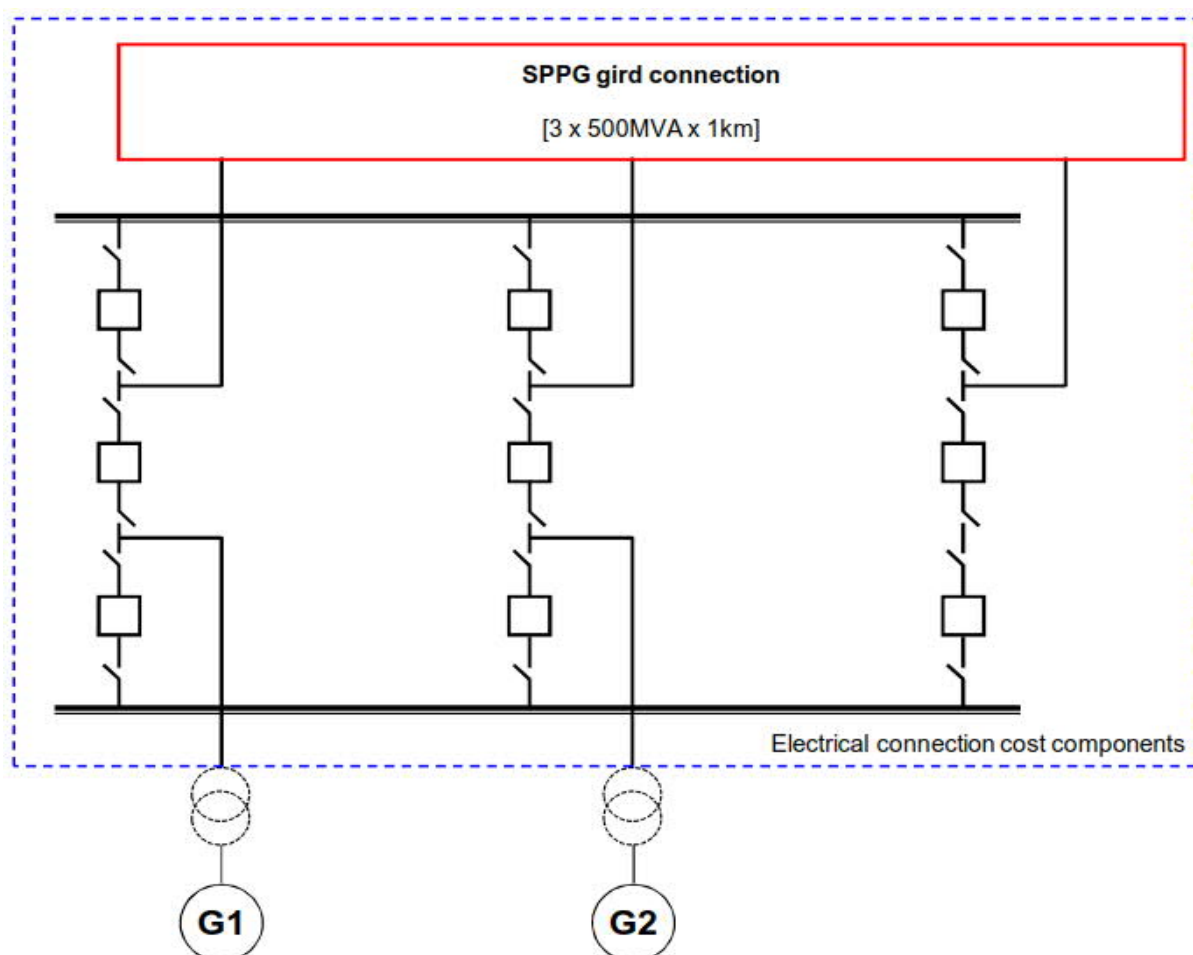 SPPG gird connection
[3 x 500MVA x 1km]
Electrical connection cost components
G1
G2